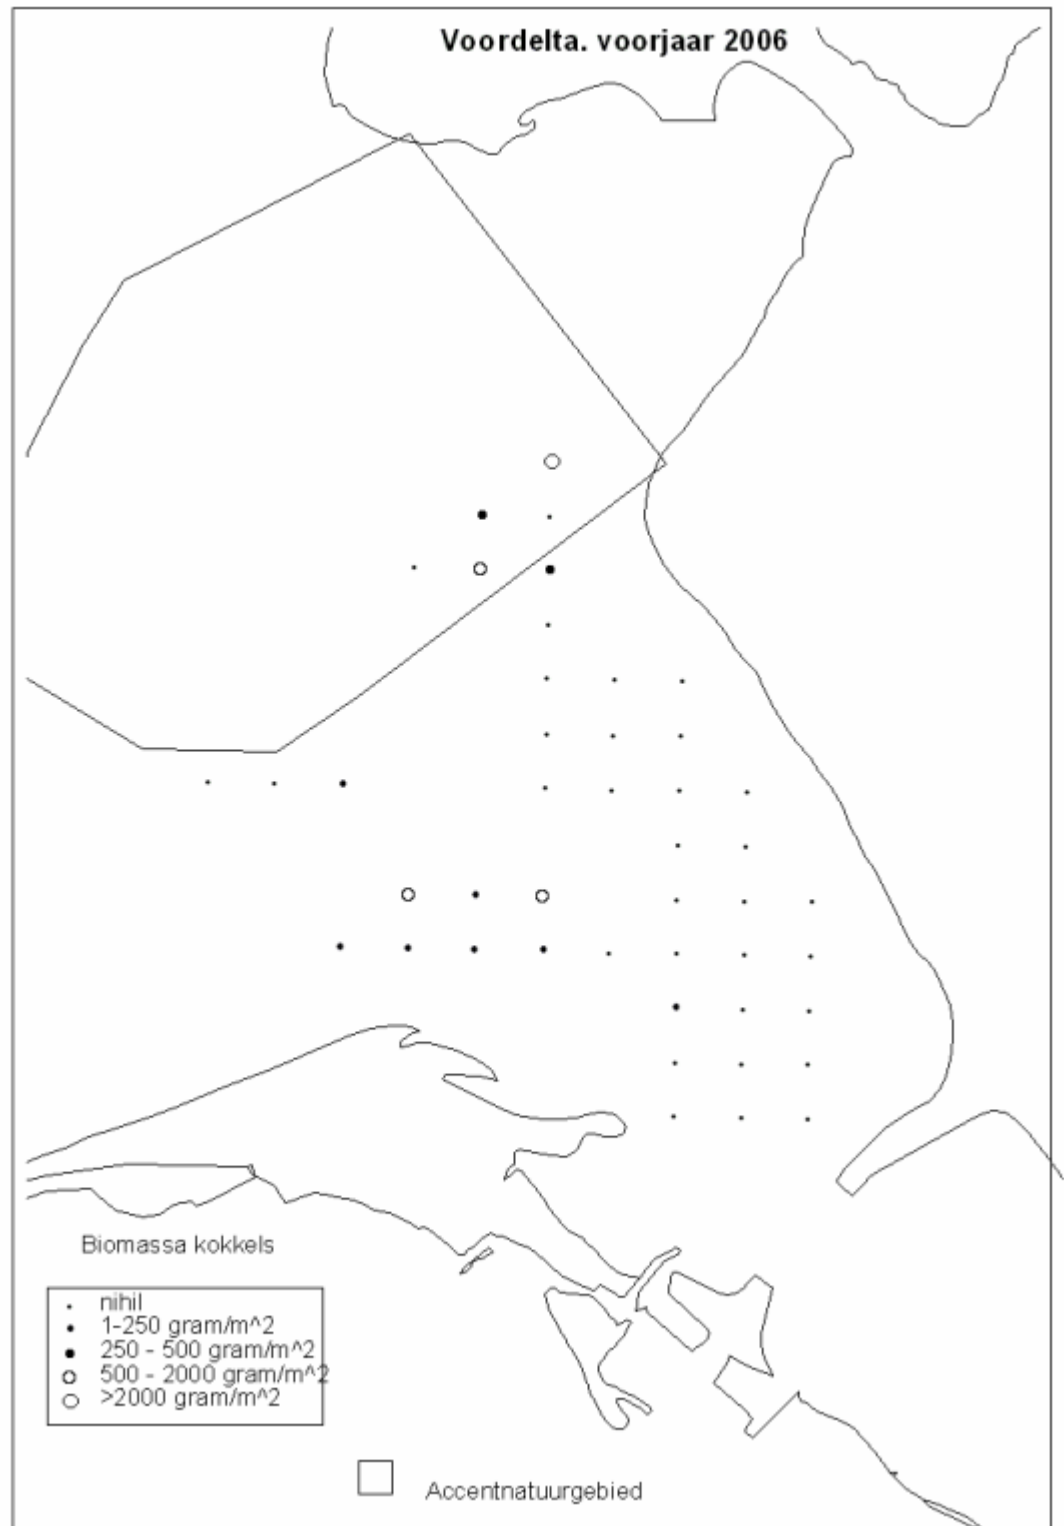 Voordelta. voorjaar 2006
Biomassa kokkels
nihil
1-250 gram/m^2
250 - 500 gram/m^2
500 - 2000 gram/m^2
>2000 gram/m^2
Accentnatuurgebied